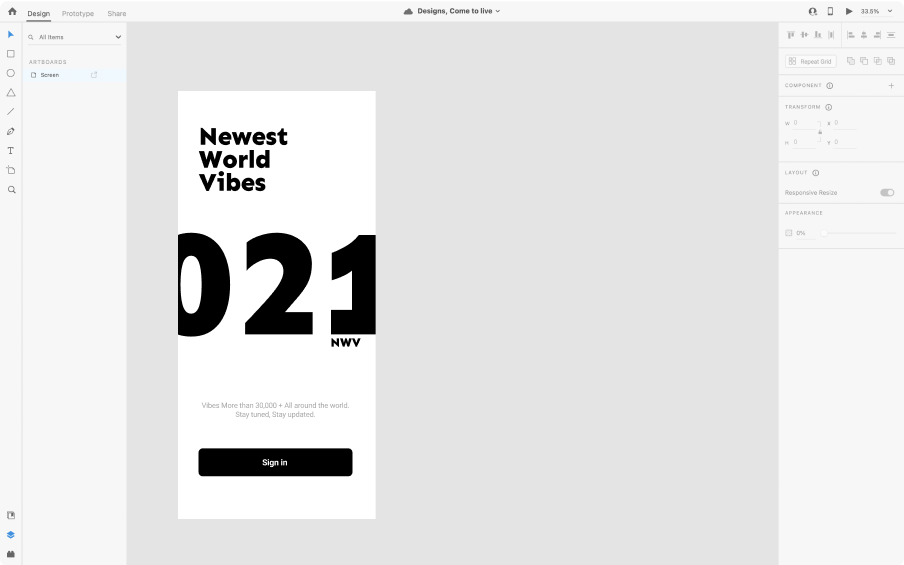 Design Prototype Share
Designs, Come to live
33.5%
All Items
ARTBOARDS
Screen
Newest
World
Vibes
021
NWV
Vibes More than 30,000 + All around the world.
Stay tuned, Stay updated.
Sign in
Repeat Grid
COMPONENT
TRANSFORM
W 0 X 0
H 0 Y 0
LAYOUT
Responsive Resize
APPEARANCE
0%